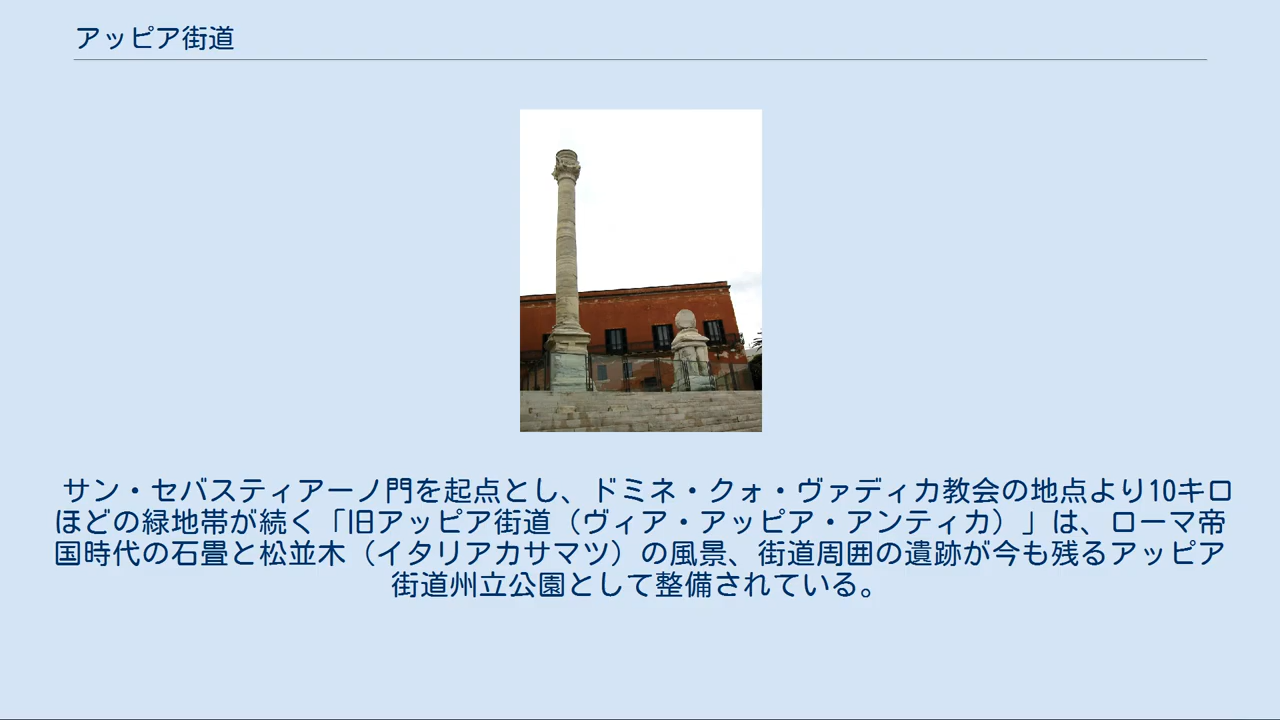 アッピア街道
サン・セバスティアーノ門を起点とし、ドミネ・クォ・ヴァディカ教会の地点より10キロ
ほどの緑地帯が続く「旧アッピア街道（ヴィア・アッピア・アンティカ）」は、ローマ帝
国時代の石畳と松並木（イタリアカサマツ）の風景、街道周囲の遺跡が今も残るアッピア
街道州立公園として整備されている。